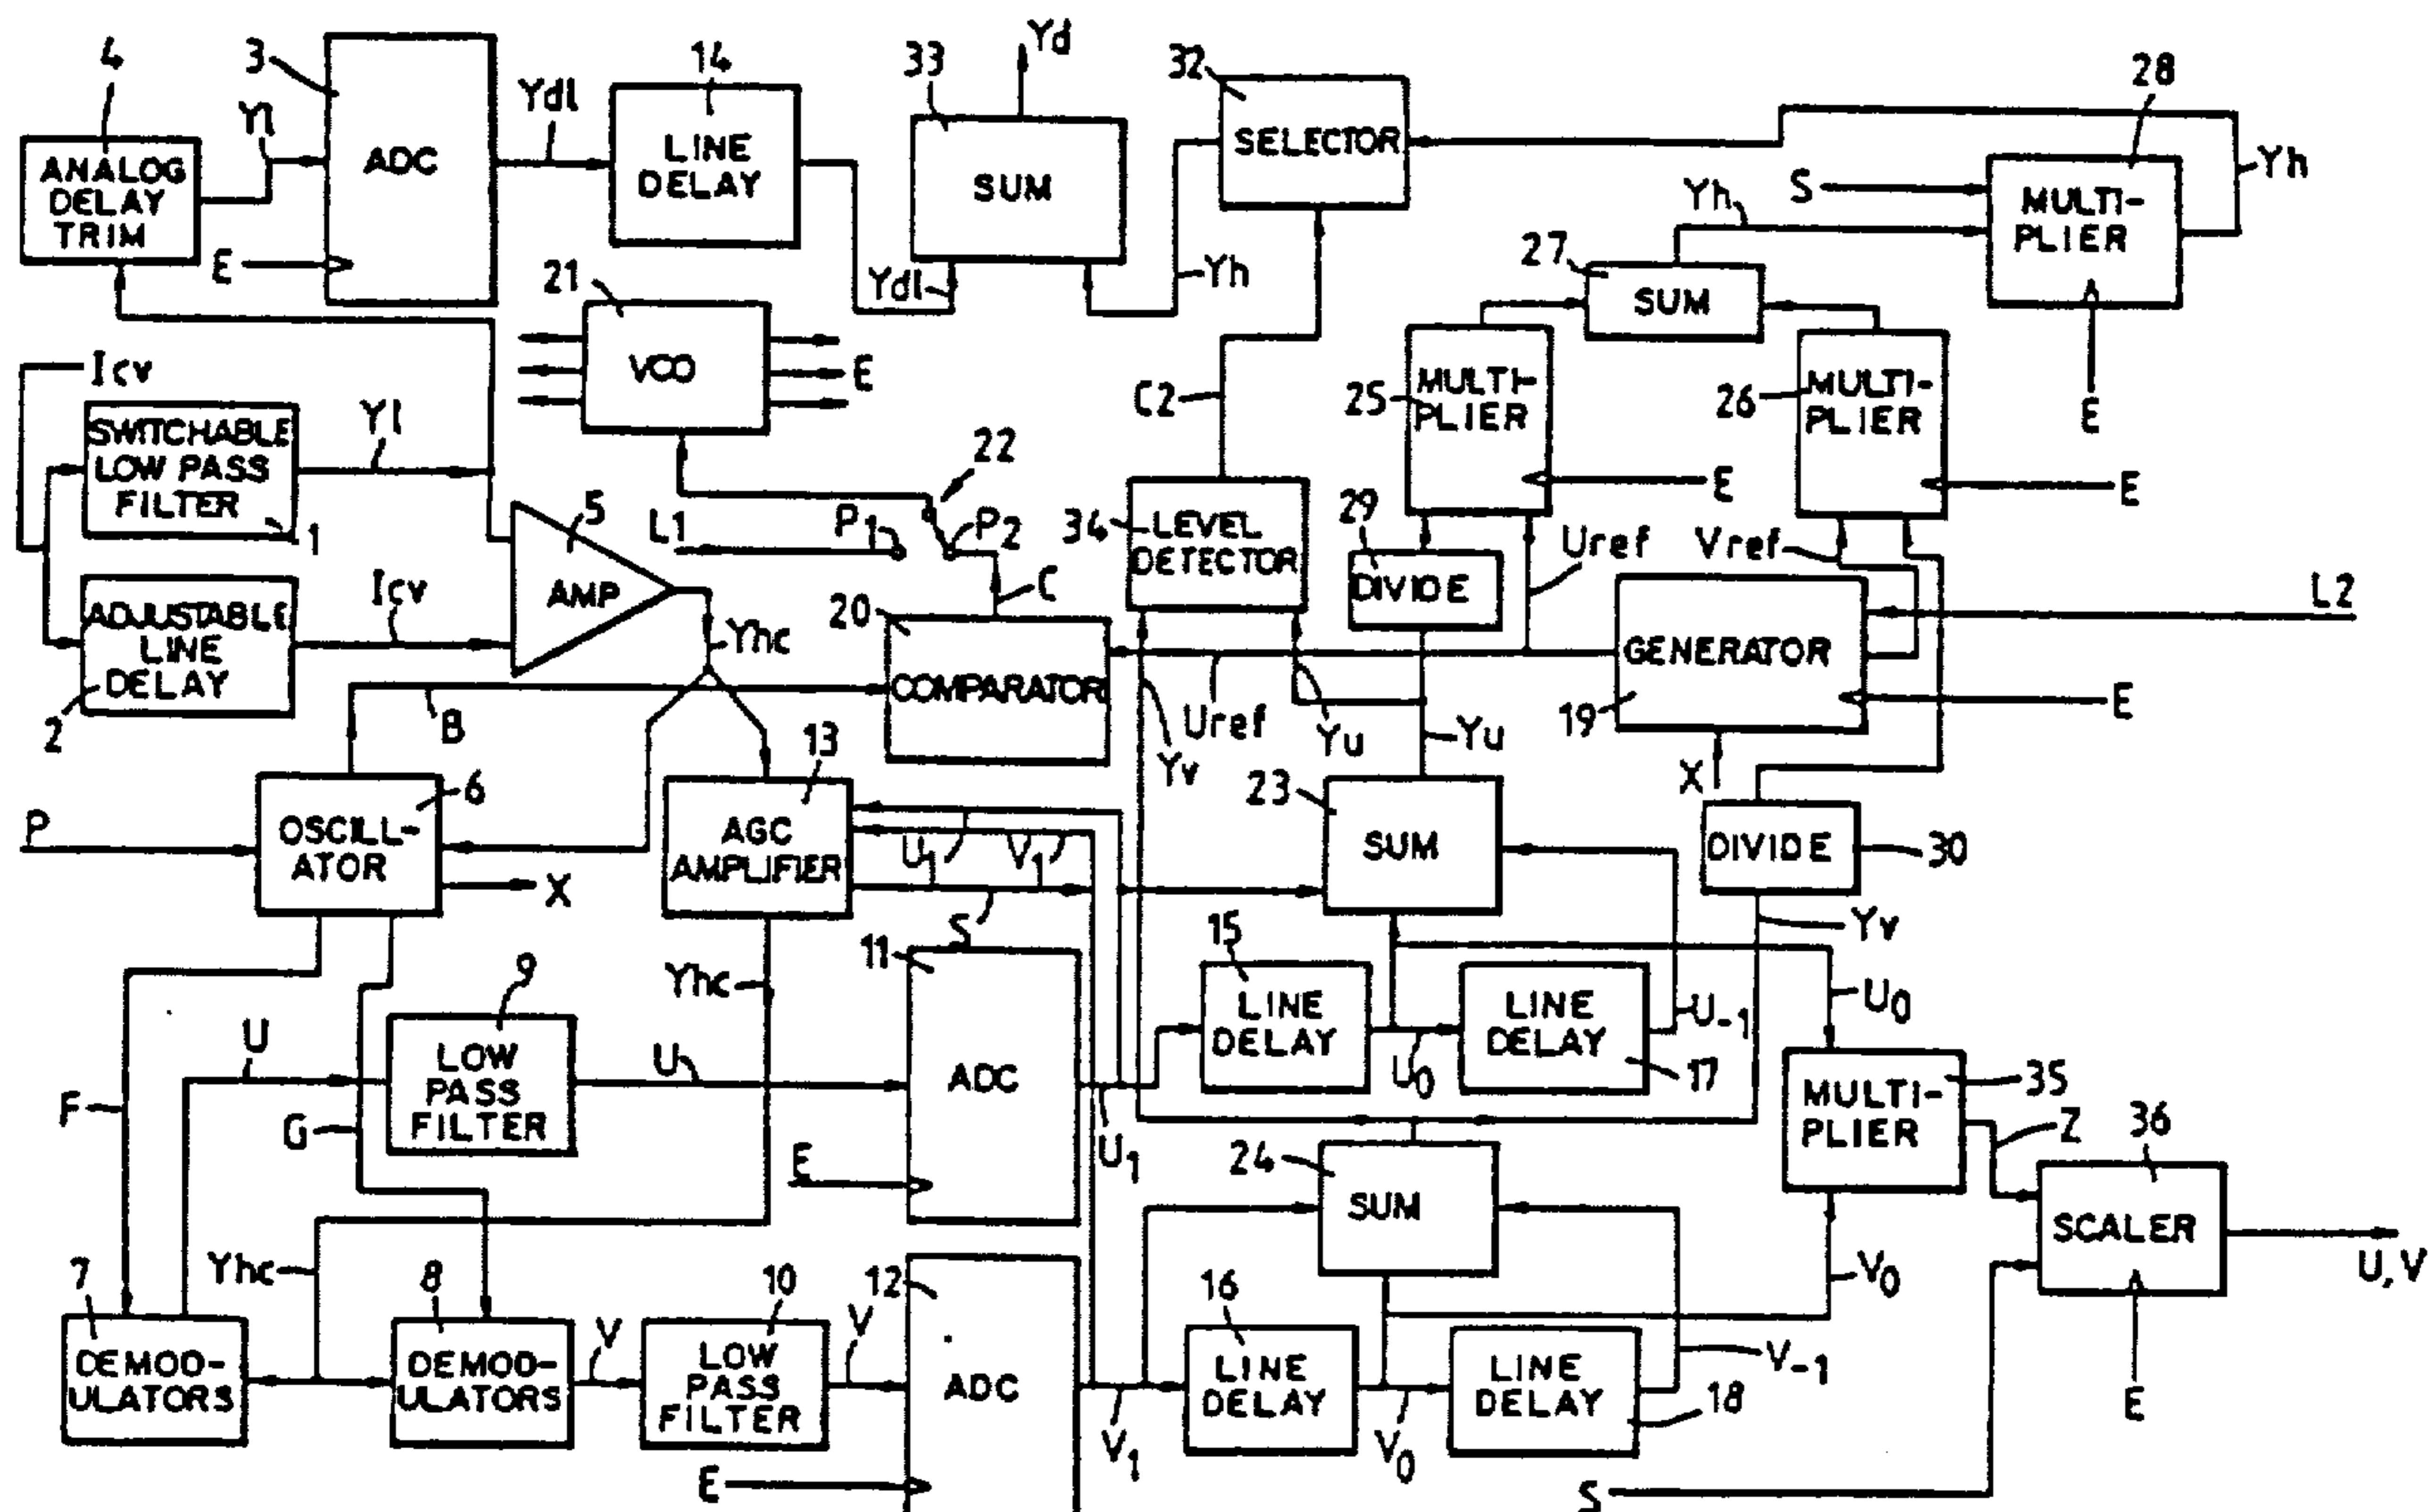 4
3
Yl
ANALOG
DELAY
TRIM
E
ADC
Ydl
14
LINE
DELAY
33
Yd
SUM
Ydl
32
SELECTOR
Yh
28
S
Yh
MULTI-
PLIER
Yh
E
27
SUM
21
VCO
E
Icv
SWITCHABLE
LOW PASS
FILTER
1
Yl
ADJUSTABLE
LINE
DELAY
2
Icv
5
AMP
Yhc
22
L1
P1
P2
C
C2
34
LEVEL
DETECTOR
25
MULTI-
PLIER
E
26
MULTI-
PLIER
E
29
DIVIDE
Uref
Vref
L2
20
COMPARATOR
B
Uref
Yv
Yu
Yu
GENERATOR
19
E
X
P
OSCILL-
ATOR
6
X
13
AGC
AMPLIFIER
U1
V1
S
23
SUM
DIVIDE
30
Yv
F
G
U
9
LOW
PASS
FILTER
U
Yhc
11
ADC
E
U1
15
LINE
DELAY
U0
LINE
DELAY
17
U-1
U0
MULTI-
PLIER
35
Z
36
SCALER
U,V
E
S
24
SUM
V0
7
DEMOD-
ULATORS
Yhc
8
DEMOD-
ULATORS
V
10
LOW
PASS
FILTER
V
12
ADC
E
V1
16
LINE
DELAY
V0
LINE
DELAY
18
V-1